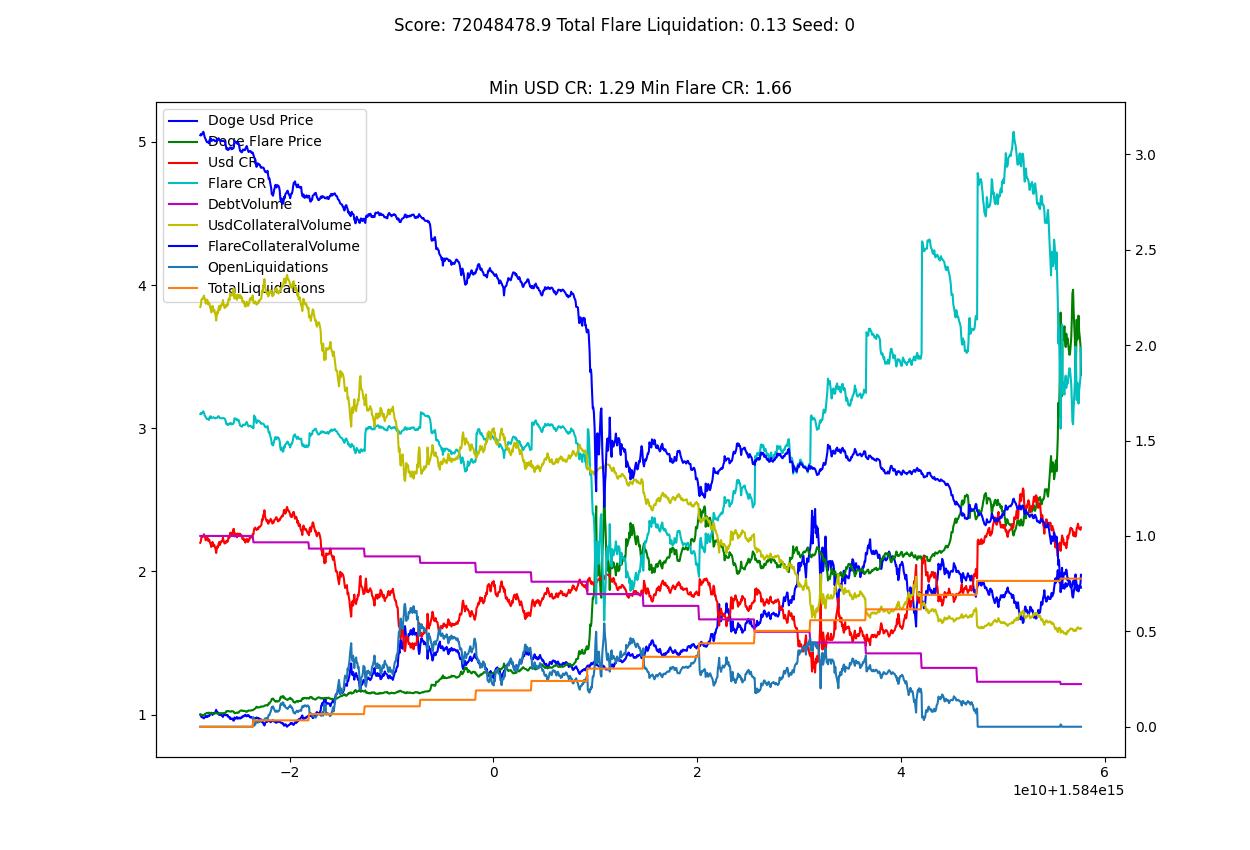 Score: 72048478.9 Total Flare Liquidation: 0.13 Seed: 0
Min USD CR: 1.29 Min Flare CR: 1.66
Doge Usd Price
Doge Flare Price
Usd CR
Flare CR
DebtVolume
UsdCollateralVolume
FlareCollateralVolume
OpenLiquidations
TotalLiquidations
5
4
3
2
1
3.0
2.5
2.0
1.5
1.0
0.5
0.0
−2
0
2
4
6
1e10+1.584e15